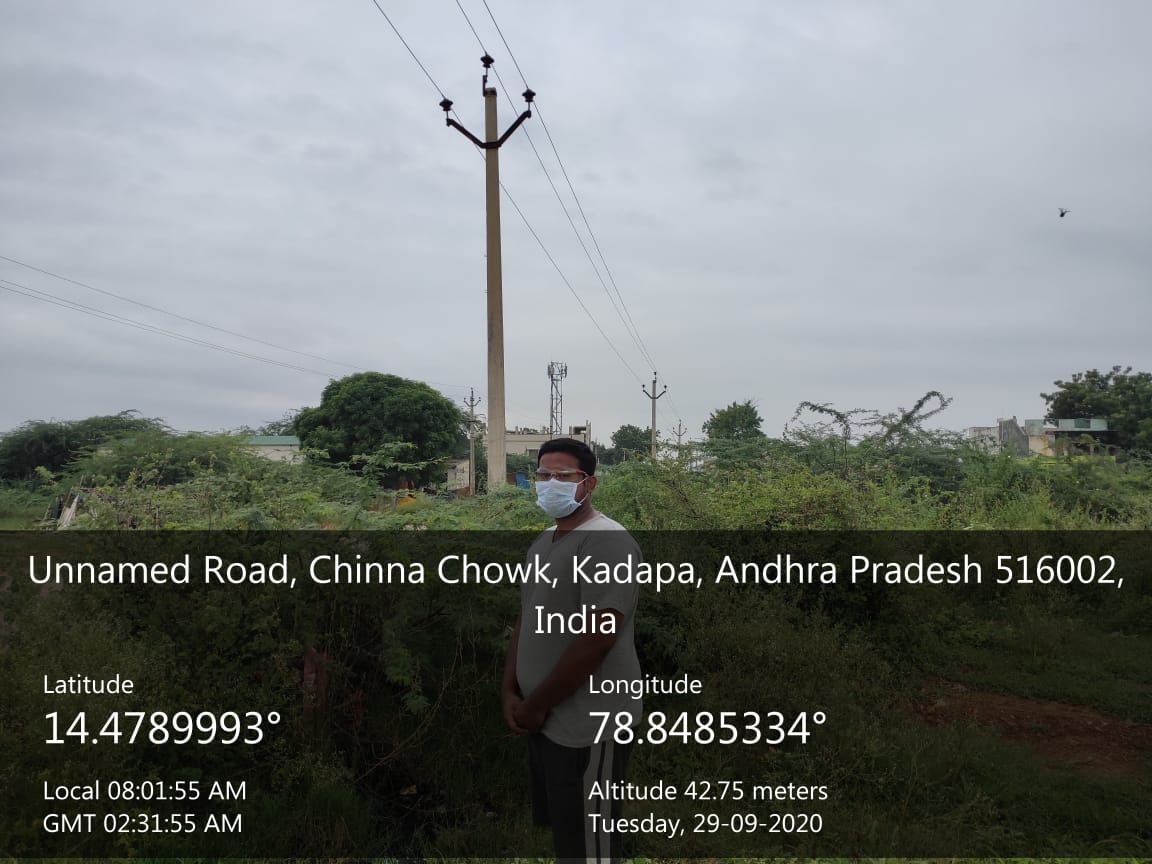 Unnamed Road, Chinna Chowk, Kadapa, Andhra Pradesh 516002,
India
Latitude
14.4789993°
Longitude
78.8485334°
Local 08:01:55 AM
GMT 02:31:55 AM
Altitude 42.75 meters
Tuesday, 29-09-2020